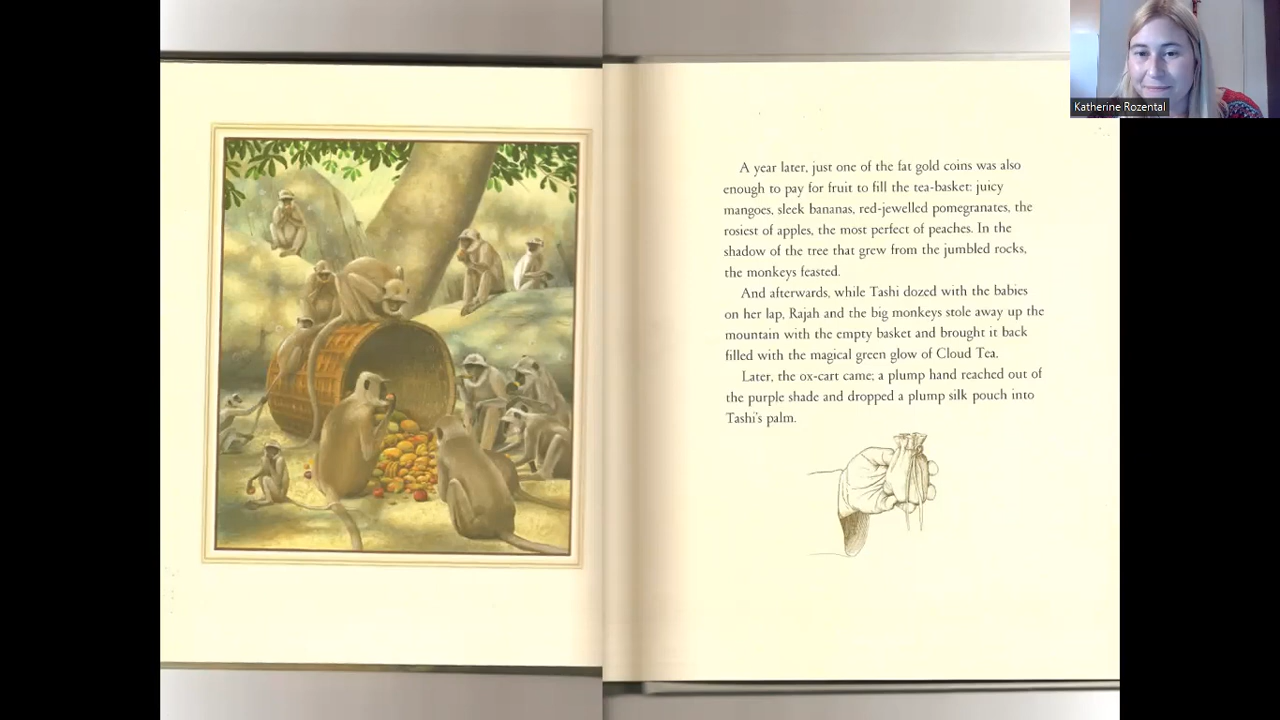 Katherine Rozental
A year later, just one of the fat gold coins was also
enough to pay for fruit to fill the tea-basket: juicy
mangoes, sleek bananas, red-jewelled pomegranates, the
rosiest of apples, the most perfect of peaches. In the
shadow of the tree that grew from the jumbled rocks,
the monkeys feasted.
And afterwards, while Tashi dozed with the babies
on her lap, Rajah and the big monkeys stole away up the
mountain with the empty basket and brought it back
filled with the magical green glow of Cloud Tea.
Later, the ox-cart came; a plump hand reached out of
the purple shade and dropped a plump silk pouch into
Tashi's palm.